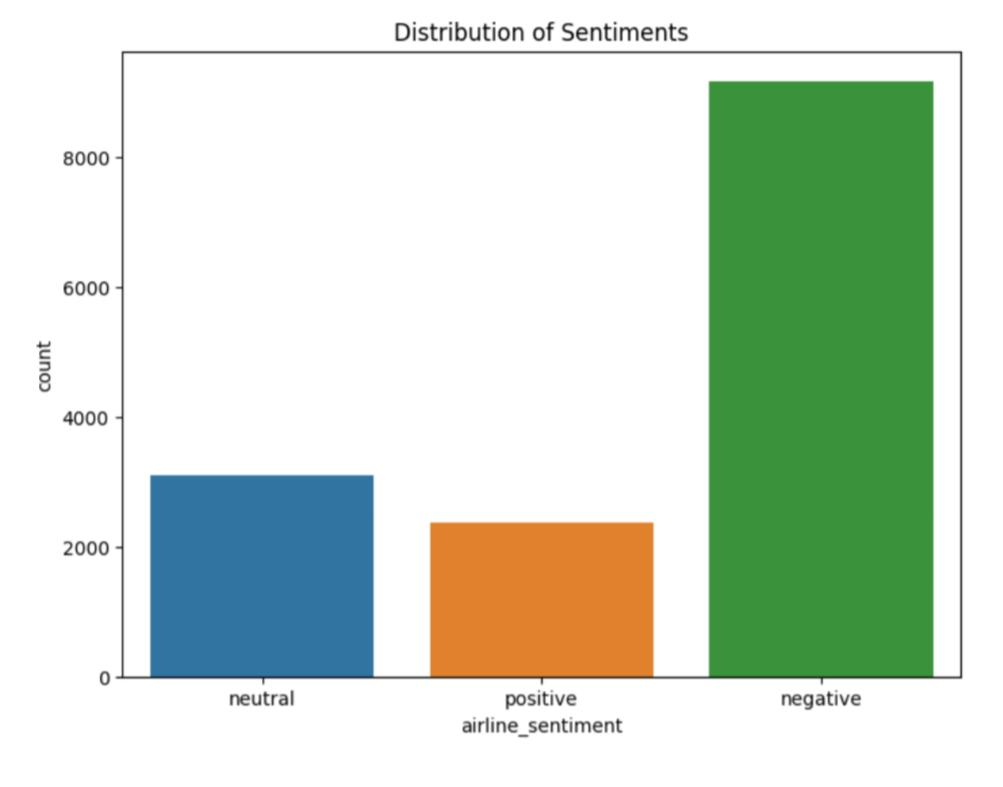 Distribution of Sentiments
8000
6000
4000
2000
0
count
neutral positive negative
airline_sentiment